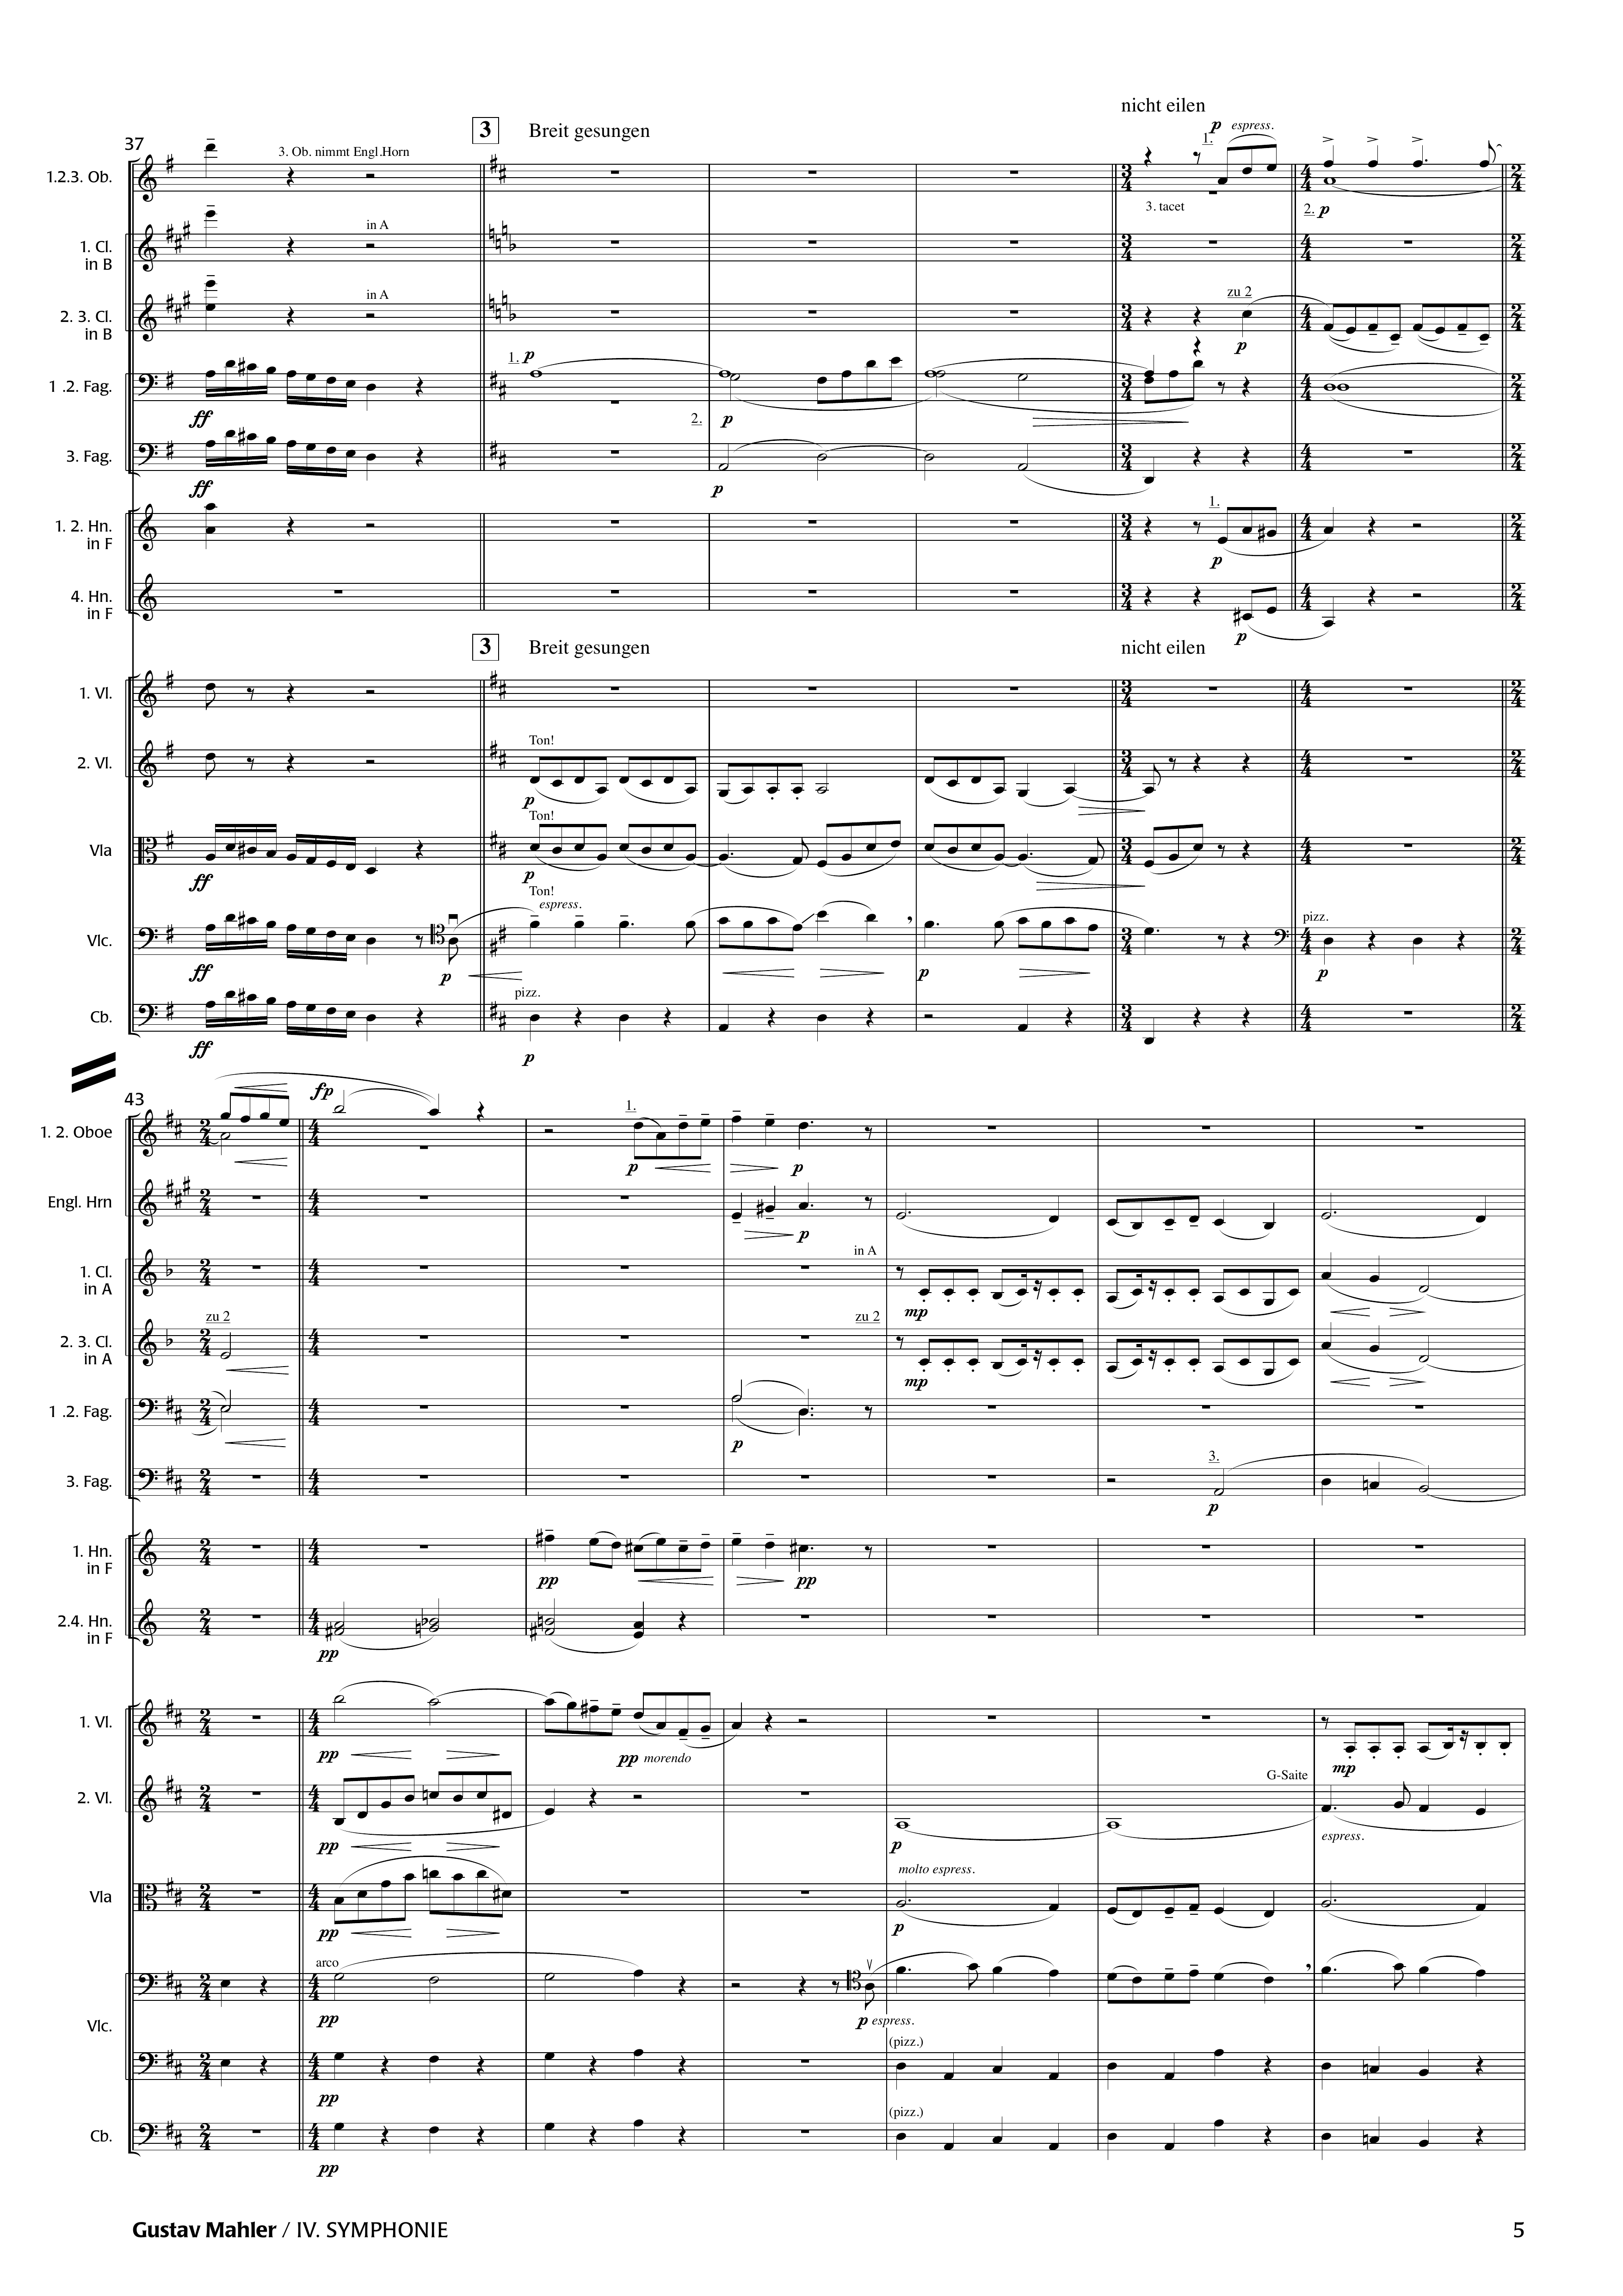 nicht eilen
3 Breit gesungen
p espress.
37
1.
3. Ob. nimmt Engl.Horn
1.2.3. Ob.
3. tacet
2. p
in A
1. Cl.
in B
in A
zu 2
2. 3. Cl.
in B
p
1. p
1 .2. Fag.
ff
2. p
3. Fag.
ff
p
1.
1. 2. Hn.
in F
p
4. Hn.
in F
p
3 Breit gesungen
nicht eilen
1. Vl.
Ton!
2. Vl.
p
Ton!
Vla
ff
p
Ton!
espress.
pizz.
Vlc.
ff
p
p
p
pizz.
Cb.
ff
p
43
fp
1.
1. 2. Oboe
p
p
Engl. Hrn
p
in A
1. Cl.
in A
mp
zu 2
zu 2
2. 3. Cl.
in A
mp
1 .2. Fag.
p
3.
3. Fag.
p
1. Hn.
in F
pp
pp
2.4. Hn.
in F
pp
1. Vl.
pp
pp morendo
mp
G-Saite
2. Vl.
pp
p
espress.
molto espress.
Vla
pp
p
arco
pp
p espress.
Vlc.
(pizz.)
pp
(pizz.)
Cb.
pp
Gustav Mahler / IV. SYMPHONIE
5